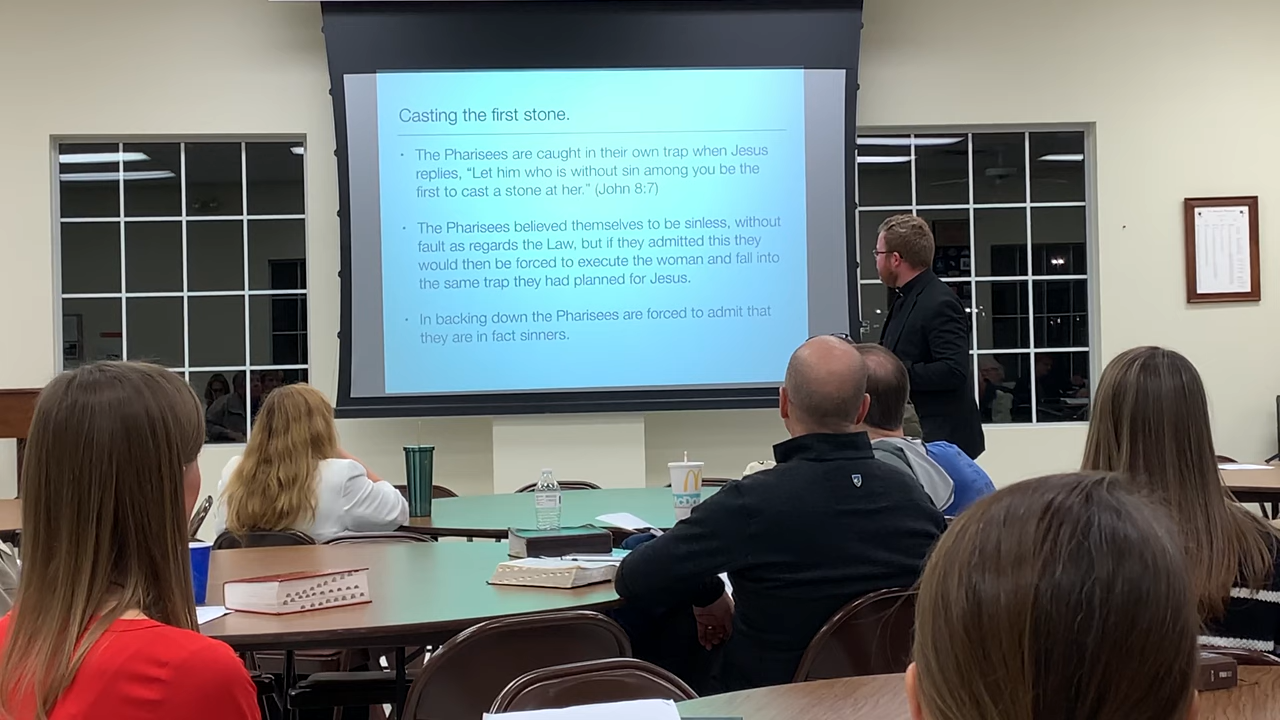 Casting the first stone.
• The Pharisees are caught in their own trap when Jesus
replies, “Let him who is without sin among you be the
first to cast a stone at her.” (John 8:7)
• The Pharisees believed themselves to be sinless, without
fault as regards the Law, but if they admitted this they
would then be forced to execute the woman and fall into
the same trap they had planned for Jesus.
• In backing down the Pharisees are forced to admit that
they are in fact sinners.